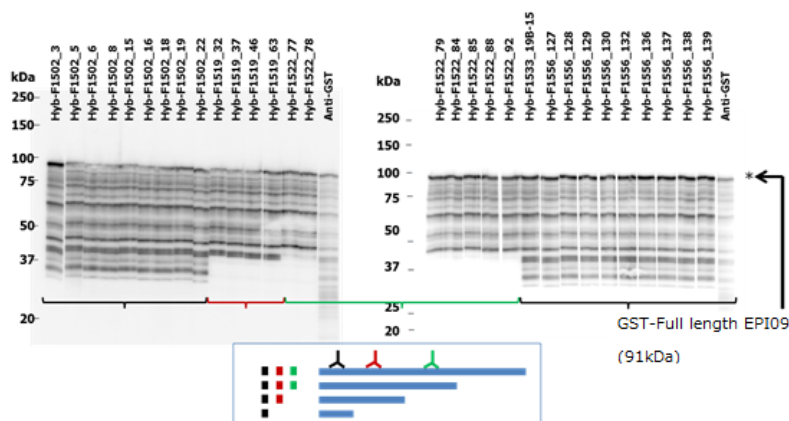 kDa
250-
150-
100-
75-
50-
37-
20-
Hyb-F1502_3
Hyb-F1502_5
Hyb-F1502_6
Hyb-F1502_8
Hyb-F1502_15
Hyb-F1502_16
Hyb-F1502_18
Hyb-F1502_19
Hyb-F1502_22
Hyb-F1519_32
Hyb-F1519_37
Hyb-F1519_46
Hyb-F1519_63
Hyb-F1522_77
Hyb-F1522_78
Anti-GST
kDa
250
150
100
75
50
37
25
20
Hyb-F1522_79
Hyb-F1522_84
Hyb-F1522_85
Hyb-F1522_88
Hyb-F1522_92
Hyb-F1533_19B-15
Hyb-F1556_127
Hyb-F1556_128
Hyb-F1556_129
Hyb-F1556_130
Hyb-F1556_132
Hyb-F1556_136
Hyb-F1556_137
Hyb-F1556_138
Hyb-F1556_139
Anti-GST
*
GST-Full length EPI09
(91kDa)